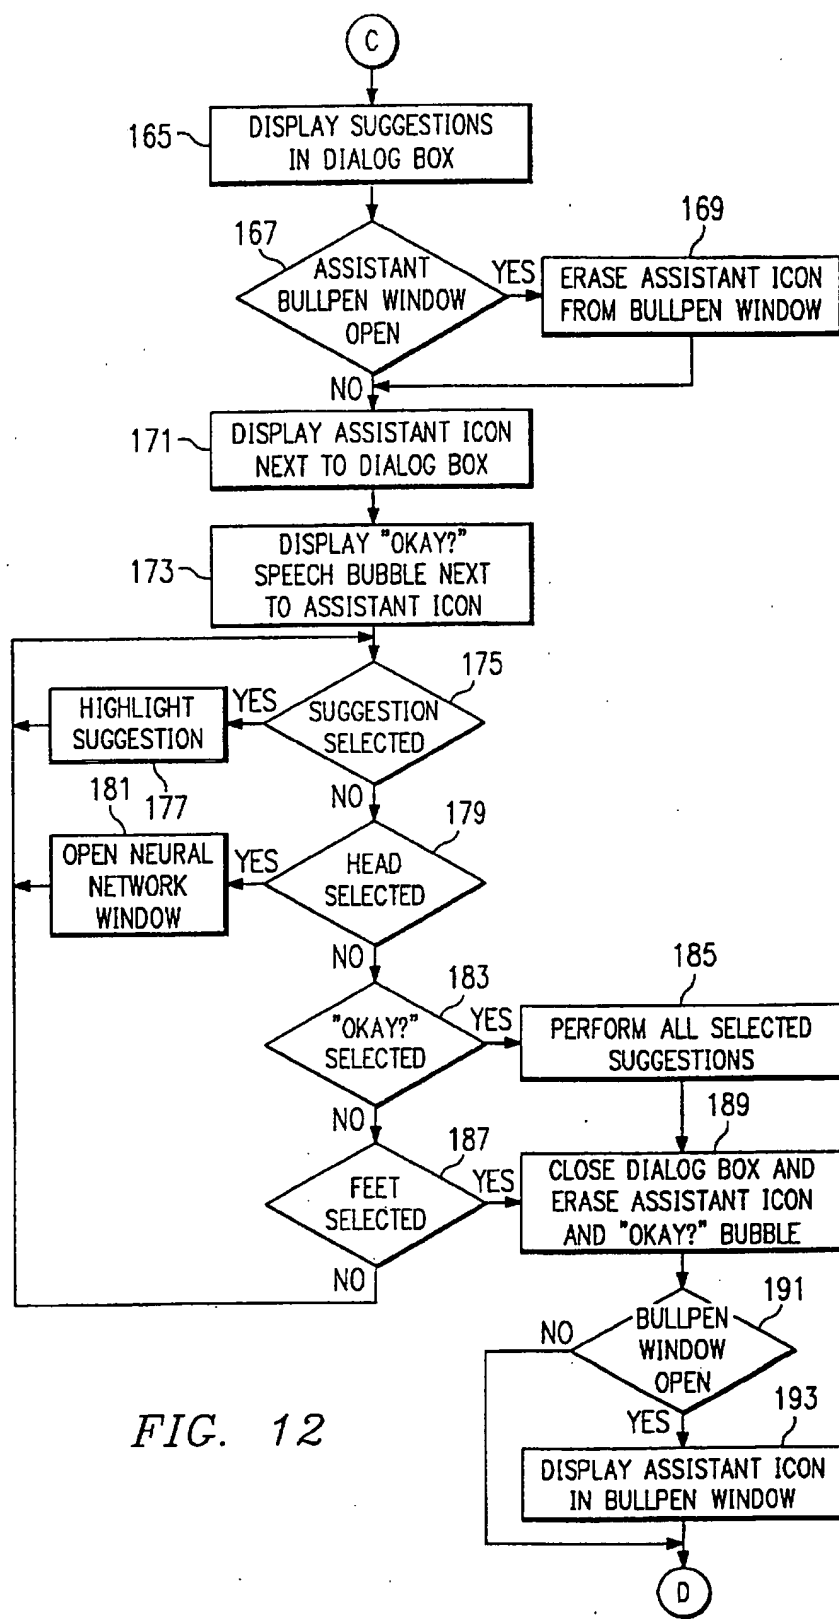 C
165
DISPLAY SUGGESTIONS
IN DIALOG BOX
167
ASSISTANT
BULLPEN WINDOW
OPEN
YES
169
ERASE ASSISTANT ICON
FROM BULLPEN WINDOW
NO
171
DISPLAY ASSISTANT ICON
NEXT TO DIALOG BOX
173
DISPLAY "OKAY?"
SPEECH BUBBLE NEXT
TO ASSISTANT ICON
175
SUGGESTION
SELECTED
YES
HIGHLIGHT
SUGGESTION
177
NO
179
HEAD
SELECTED
YES
181
OPEN NEURAL
NETWORK
WINDOW
NO
183
"OKAY?"
SELECTED
YES
185
PERFORM ALL SELECTED
SUGGESTIONS
NO
187
FEET
SELECTED
YES
189
CLOSE DIALOG BOX AND
ERASE ASSISTANT ICON
AND "OKAY?" BUBBLE
NO
191
BULLPEN
WINDOW
OPEN
NO
YES
193
DISPLAY ASSISTANT ICON
IN BULLPEN WINDOW
D
FIG. 12